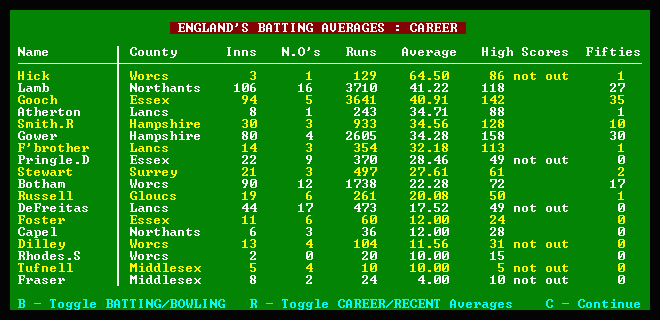 ENGLAND'S BATTING AVERAGES : CAREER
Name County Inns N.O's Runs Average High Scores Fifties
Hick Worcs 3 1 129 64.50 86 not out 1
Lamb Northants 106 16 3710 41.22 118 27
Gooch Essex 94 5 3641 40.91 142 35
Atherton Lancs 8 1 243 34.71 88 1
Smith.R Hampshire 30 3 933 34.56 128 10
Gower Hampshire 80 4 2605 34.28 158 30
F'brother Lancs 14 3 354 32.18 113 1
Pringle.D Essex 22 9 370 28.46 49 not out 0
Stewart Surrey 21 3 497 27.61 61 2
Botham Worcs 90 12 1738 22.28 72 17
Russell Gloucs 19 6 261 20.08 50 1
DeFreitas Lancs 44 17 473 17.52 49 not out 0
Foster Essex 11 6 60 12.00 24 0
Capel Northants 6 3 36 12.00 28 0
Dilley Worcs 13 4 104 11.56 31 not out 0
Rhodes.S Worcs 2 0 20 10.00 15 0
Tufnell Middlesex 5 4 10 10.00 5 not out 0
Fraser Middlesex 8 2 24 4.00 10 not out 0
B - Toggle BATTING/BOWLING R - Toggle CAREER/RECENT Averages C - Continue